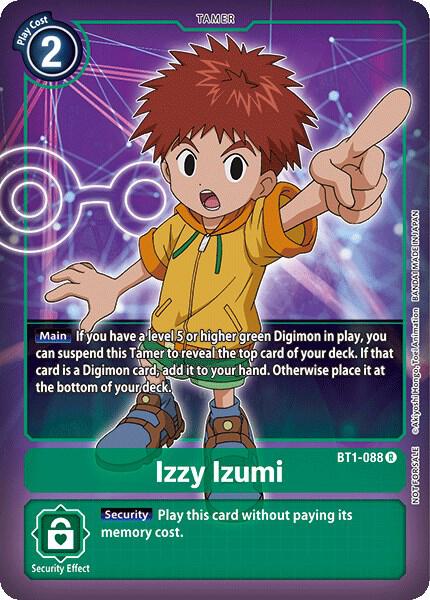 TAMER
Play Cost
2
Main If you have a level 5 or higher green Digimon in play, you
can suspend this Tamer to reveal the top card of your deck. If that
card is a Digimon card, add it to your hand. Otherwise place it at
the bottom of your deck.
BT1-088 R
Izzy Izumi
Security Play this card without paying its
memory cost.
Security Effect
NOT FOR SALE ©Akiyoshi Hongo, Toei Animation BANDAI MADE IN JAPAN